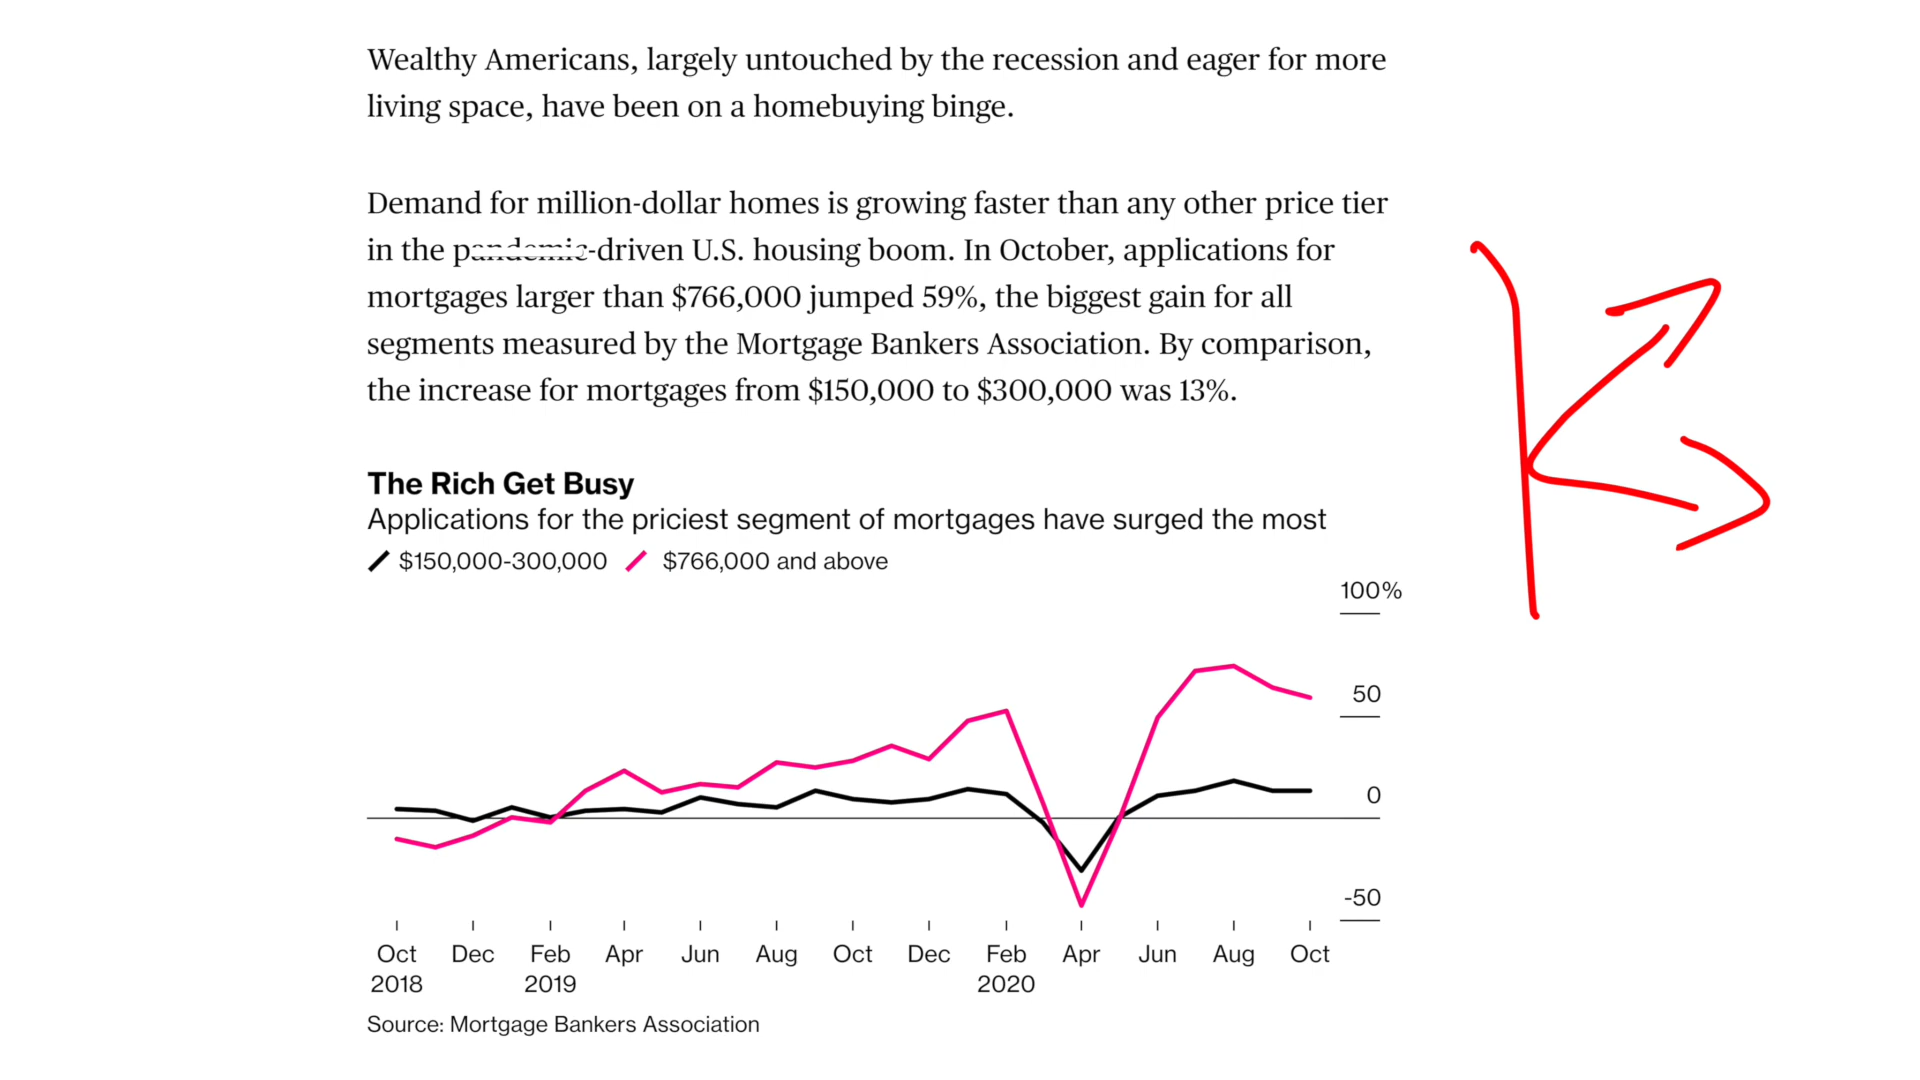 Wealthy Americans, largely untouched by the recession and eager for more
living space, have been on a homebuying binge.
Demand for million-dollar homes is growing faster than any other price tier
in the pandemic-driven U.S. housing boom. In October, applications for
mortgages larger than $766,000 jumped 59%, the biggest gain for all
segments measured by the Mortgage Bankers Association. By comparison,
the increase for mortgages from $150,000 to $300,000 was 13%.
K
The Rich Get Busy
Applications for the priciest segment of mortgages have surged the most
$150,000-300,000 $766,000 and above
100%
50
0
-50
Oct Dec Feb Apr Jun Aug Oct Dec Feb Apr Jun Aug Oct
2018 2019 2020
Source: Mortgage Bankers Association